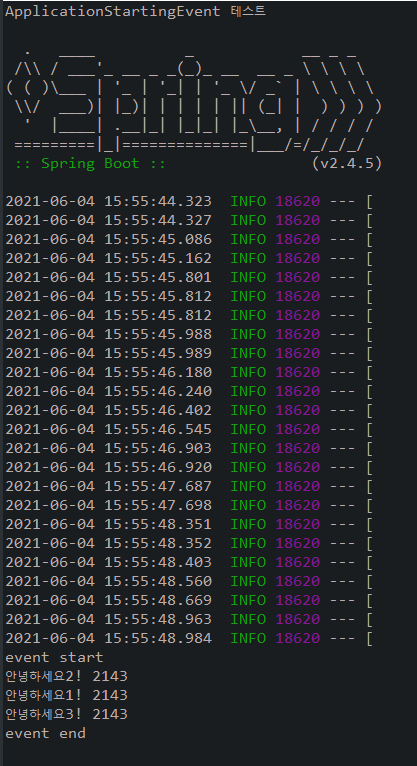 ApplicationStartingEvent 테스트
  .   ____          _            __ _ _
 /\\ / ___'_ __ _ _(_)_ __  __ _ \ \ \ \
( ( )\___ | '_ | '_| | '_ \/ _` | \ \ \ \
 \\/  ___)| |_)| | | | | || (_| |  ) ) ) )
  '  |____| .__|_| |_|_| |_\__, | / / / /
 =========|_|==============|___/=/_/_/_/
 :: Spring Boot ::                (v2.4.5)
2021-06-04 15:55:44.323  INFO 18620 --- [
2021-06-04 15:55:44.327  INFO 18620 --- [
2021-06-04 15:55:45.086  INFO 18620 --- [
2021-06-04 15:55:45.162  INFO 18620 --- [
2021-06-04 15:55:45.801  INFO 18620 --- [
2021-06-04 15:55:45.812  INFO 18620 --- [
2021-06-04 15:55:45.812  INFO 18620 --- [
2021-06-04 15:55:45.988  INFO 18620 --- [
2021-06-04 15:55:45.989  INFO 18620 --- [
2021-06-04 15:55:46.180  INFO 18620 --- [
2021-06-04 15:55:46.240  INFO 18620 --- [
2021-06-04 15:55:46.402  INFO 18620 --- [
2021-06-04 15:55:46.545  INFO 18620 --- [
2021-06-04 15:55:46.903  INFO 18620 --- [
2021-06-04 15:55:46.920  INFO 18620 --- [
2021-06-04 15:55:47.687  INFO 18620 --- [
2021-06-04 15:55:47.698  INFO 18620 --- [
2021-06-04 15:55:48.351  INFO 18620 --- [
2021-06-04 15:55:48.352  INFO 18620 --- [
2021-06-04 15:55:48.403  INFO 18620 --- [
2021-06-04 15:55:48.560  INFO 18620 --- [
2021-06-04 15:55:48.669  INFO 18620 --- [
2021-06-04 15:55:48.963  INFO 18620 --- [
2021-06-04 15:55:48.984  INFO 18620 --- [
event start
안녕하세요2! 2143
안녕하세요1! 2143
안녕하세요3! 2143
event end